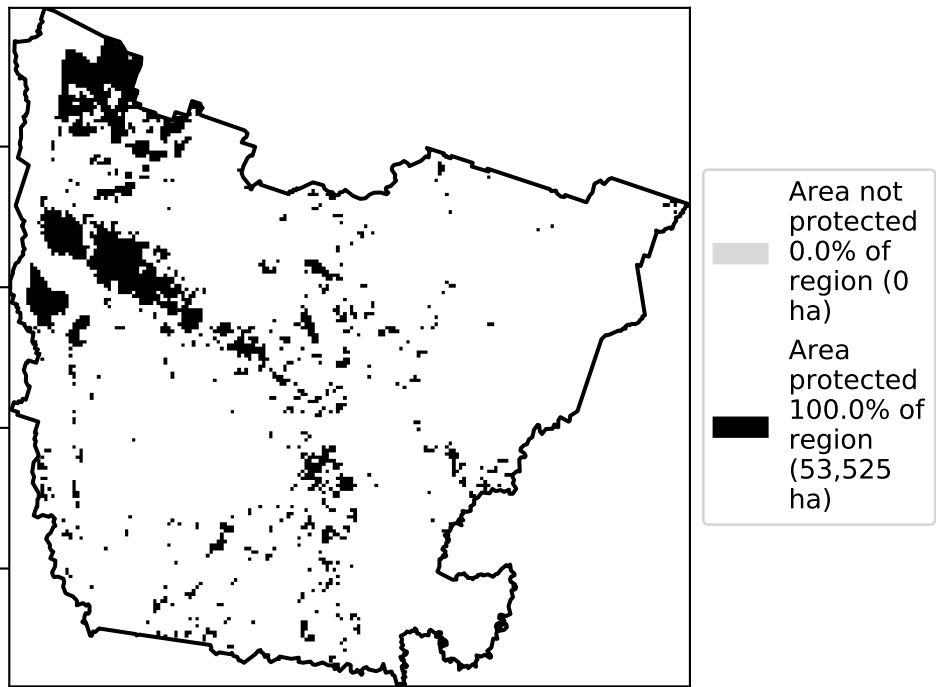 Area not
protected
0.0% of
region (0
ha)
Area
protected
100.0% of
region
(53,525
ha)